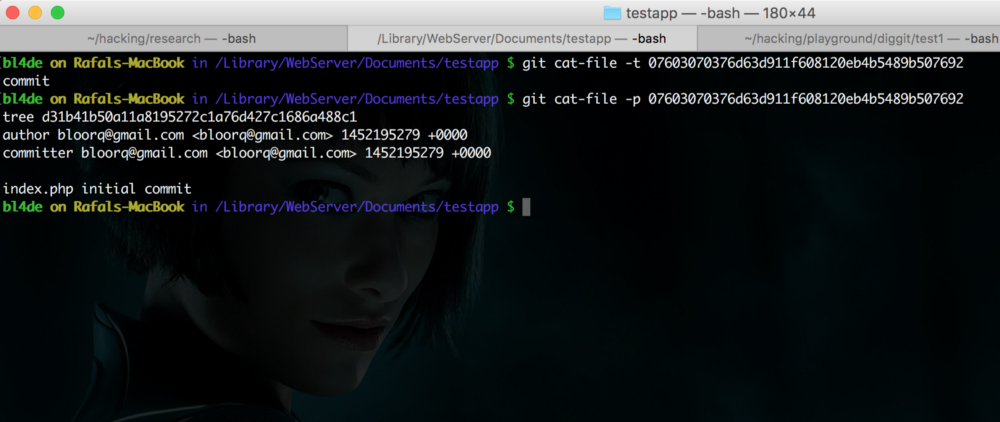 testapp — -bash — 180×44
~/hacking/research — -bash
/Library/WebServer/Documents/testapp — -bash
~/hacking/playground/diggit/test1 — -bash
[bl4de on Rafals-MacBook in /Library/WebServer/Documents/testapp $ git cat-file -t 07603070376d63d911f608120eb4b5489b507692
commit
[bl4de on Rafals-MacBook in /Library/WebServer/Documents/testapp $ git cat-file -p 07603070376d63d911f608120eb4b5489b507692
tree d31b41b50a11a8195272c1a76d427c1686a488c1
author bloorq@gmail.com <bloorq@gmail.com> 1452195279 +0000
committer bloorq@gmail.com <bloorq@gmail.com> 1452195279 +0000
index.php initial commit
bl4de on Rafals-MacBook in /Library/WebServer/Documents/testapp $